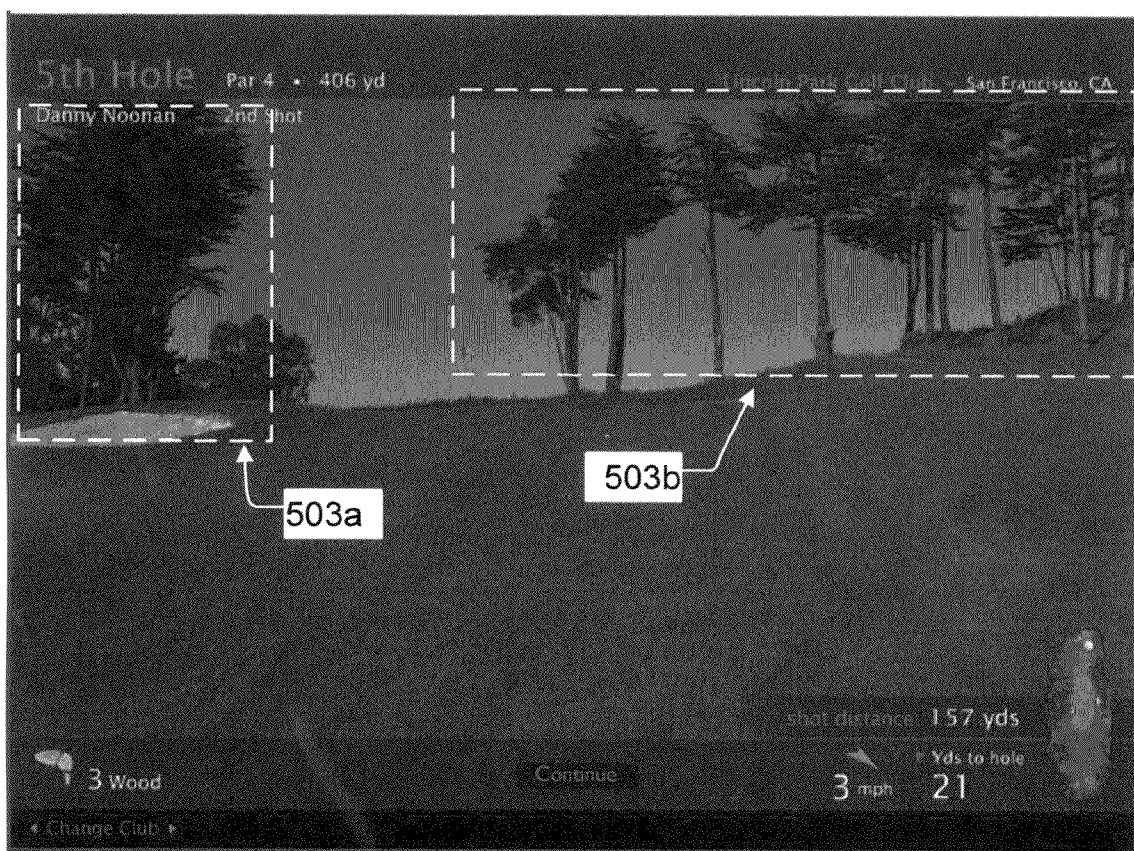 5th Hole Par 4 • 406 yd Lincoln Park Golf Club San Francisco, CA
Danny Noonan 2nd Shot
503b
503a
shot distance: 157 yds
3 Wood Continue 3 mph Yds to hole 21
Change Club